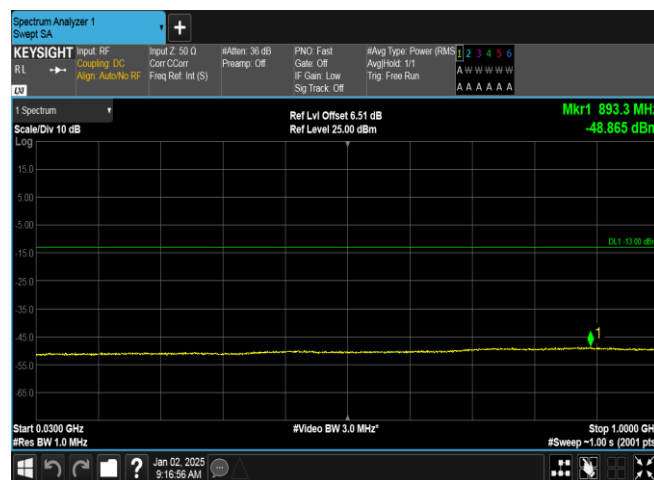 Spectrum Analyzer 1
Swept SA
+
KEYSIGHT Input: RF Input Z: 50 Ω #Atten: 36 dB PNO: Fast #Avg Type: Power (RMS 1 2 3 4 5 6
RL Coupling: DC Corr CCorr Preamp: Off Gate: Off Avg|Hold: 1/1 A W W W W W
Align: Auto/No RF Freq Ref: Int (S) IF Gain: Low Trig: Free Run
LXI Sig Track: Off A A A A A A
1 Spectrum Ref Lvl Offset 6.51 dB Mkr1 893.3 MHz
Scale/Div 10 dB Ref Level 25.00 dBm -48.865 dBm
Log
15.0
5.00
-5.00
DL1 -13.00 dBm
-15.0
-25.0
-35.0
-45.0
1
-55.0
-65.0
Start 0.0300 GHz #Video BW 3.0 MHz* Stop 1.0000 GH
#Res BW 1.0 MHz #Sweep ~1.00 s (2001 pts
? Jan 02, 2025
9:16:56 AM